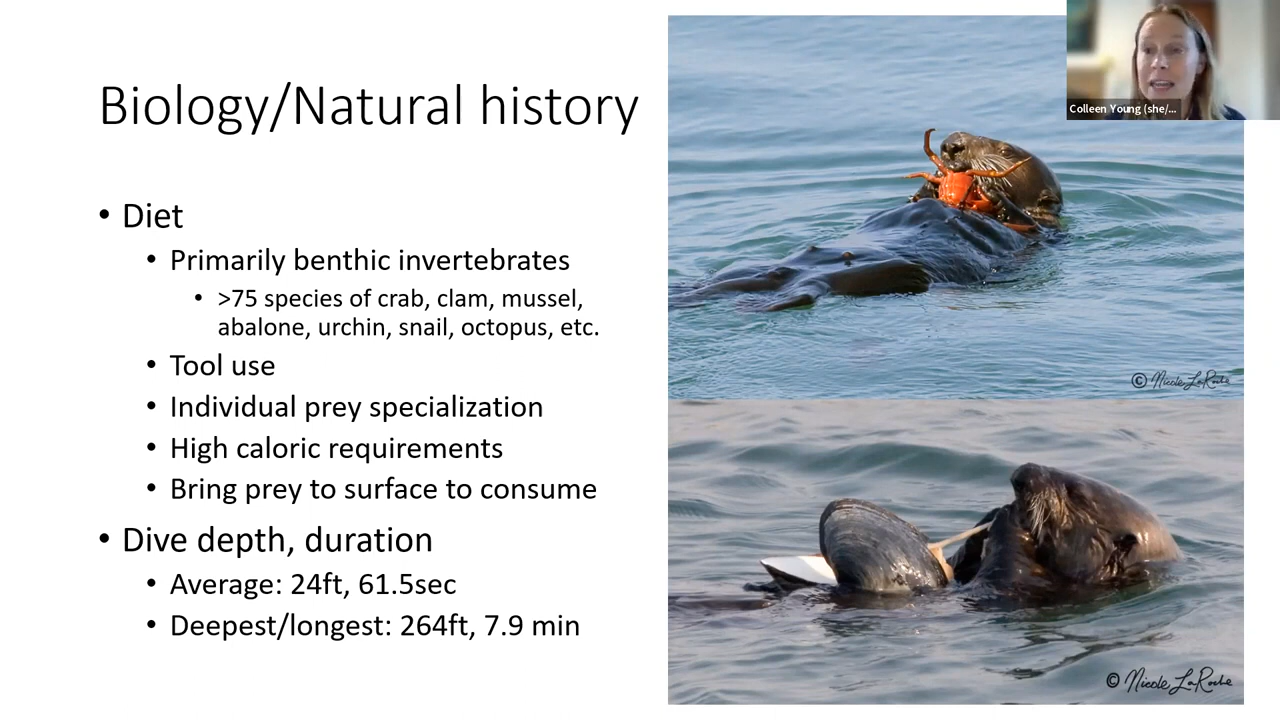 Biology/Natural history
• Diet
• Primarily benthic invertebrates
• >75 species of crab, clam, mussel,
abalone, urchin, snail, octopus, etc.
• Tool use
• Individual prey specialization
• High caloric requirements
• Bring prey to surface to consume
• Dive depth, duration
• Average: 24ft, 61.5sec
• Deepest/longest: 264ft, 7.9 min
Colleen Young (she/...
© Nicole LaRoche
© Nicole LaRoche